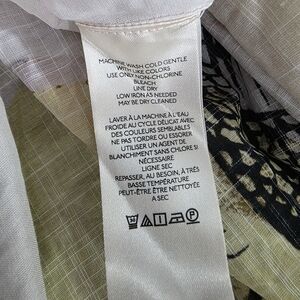 MACHINE WASH COLD GENTLE
WITH LIKE COLORS
USE ONLY NON-CHLORINE
BLEACH
LINE DRY
LOW IRON AS NEEDED
MAY BE DRY CLEANED
LAVER À LA MACHINE À L'EAU
FROIDE AU CYCLE DÉLICAT AVEC
DES COULEURS SEMBLABLES
NE PAS TORDRE OU ESSORER
UTILISER UN AGENT DE
BLANCHIMENT SANS CHLORE SI
NÉCESSAIRE
LIGNE SEC
REPASSER, AU BESOIN, À TRÈS
BASSE TEMPÉRATURE
PEUT-ÊTRE ÊTRE NETTOYÉE
A SEC